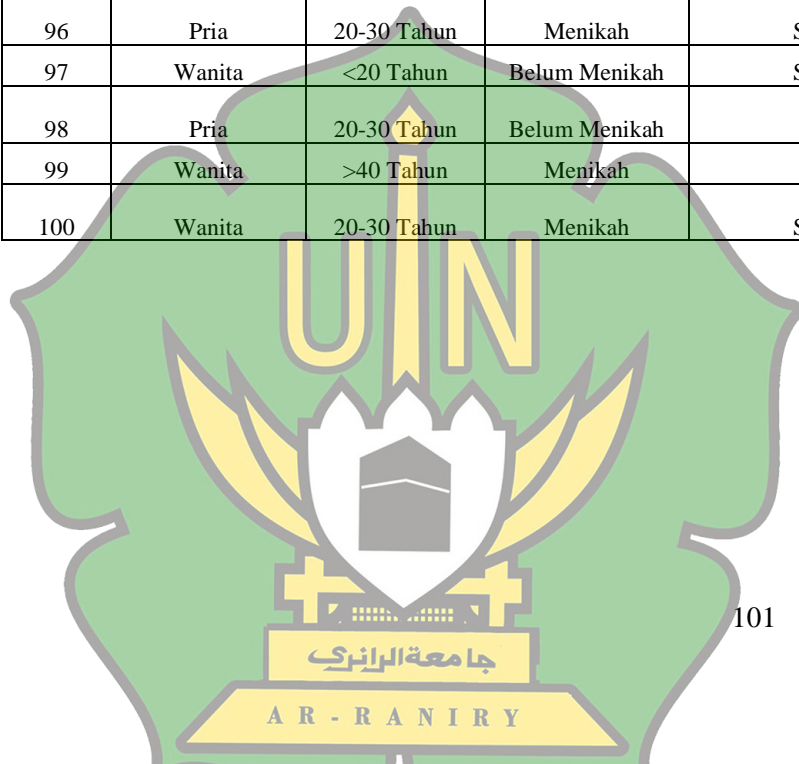 96 Pria 20-30 Tahun Menikah S
97 Wanita <20 Tahun Belum Menikah S
98 Pria 20-30 Tahun Belum Menikah
99 Wanita >40 Tahun Menikah
100 Wanita 20-30 Tahun Menikah S
UIN
101
جامعة الرانري
AR-RANIRY